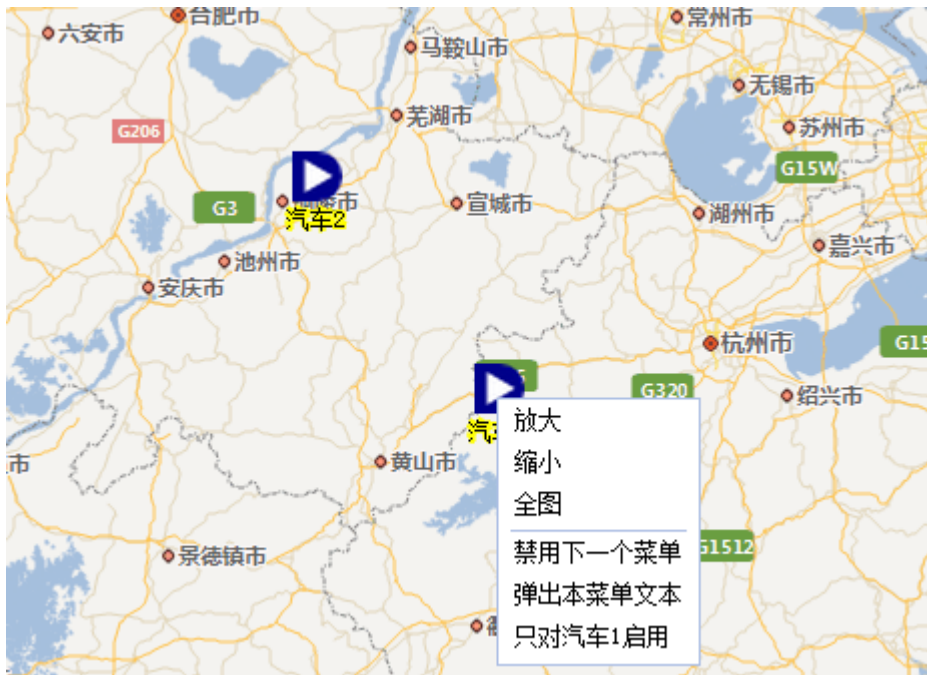 合肥市
六安市
常州市
马鞍山市
无锡市
芜湖市
苏州市
G206
G15W
G3
宣城市
湖州市
汽车2
嘉兴市
池州市
安庆市
杭州市
G15
G320
绍兴市
放大
黄山市
缩小
全图
景德镇市
禁用下一个菜单
G1512
弹出本菜单文本
只对汽车1启用